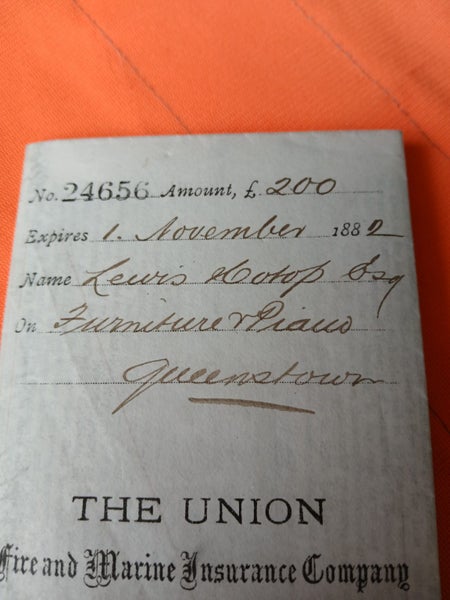 No. 24656 Amount, £ 200
Expires 1. November 1882
Name Lewis Hotop Esq
On Furniture & Piano
Queenstown
THE UNION
Fire and Marine Insurance Company